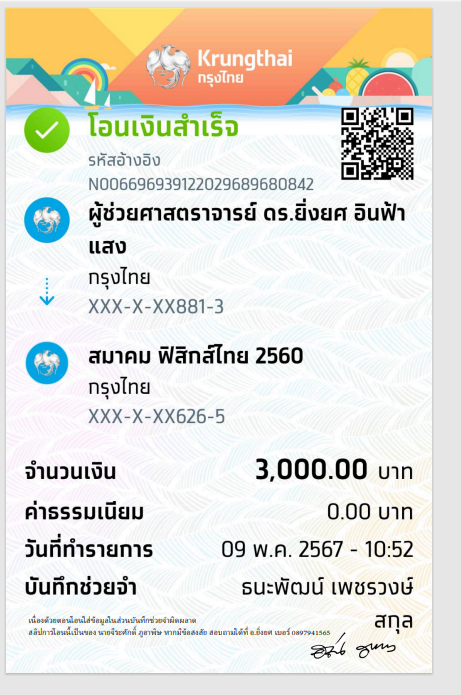 Krungthai
กรุงไทย
โอนเงินสำเร็จ
รหัสอ้างอิง
N006696939122029689680842
ผู้ช่วยศาสตราจารย์ ดร.ยิ่งยศ อินฟ้า
แสง
กรุงไทย
XXX-X-XX881-3
สมาคม ฟิสิกส์ไทย 2560
กรุงไทย
XXX-X-XX626-5
จำนวนเงิน 3,000.00 บาท
ค่าธรรมเนียม 0.00 บาท
วันที่ทำรายการ 09 พ.ค. 2567 - 10:52
บันทึกช่วยจำ ธนะพัฒน์ เพชรวงษ์
สกุล
เนื่องด้วยตอนโอนใส่ข้อมูลในส่วนบันทึกช่วยจำผิดพลาด
สลิปการโอนนี้เป็นของ นายจีระศักดิ์ ภูลาพิษ หากมีข้อสงสัย สอบถามได้ที่ อ.ยิ่งยศ เบอร์ 0897941565